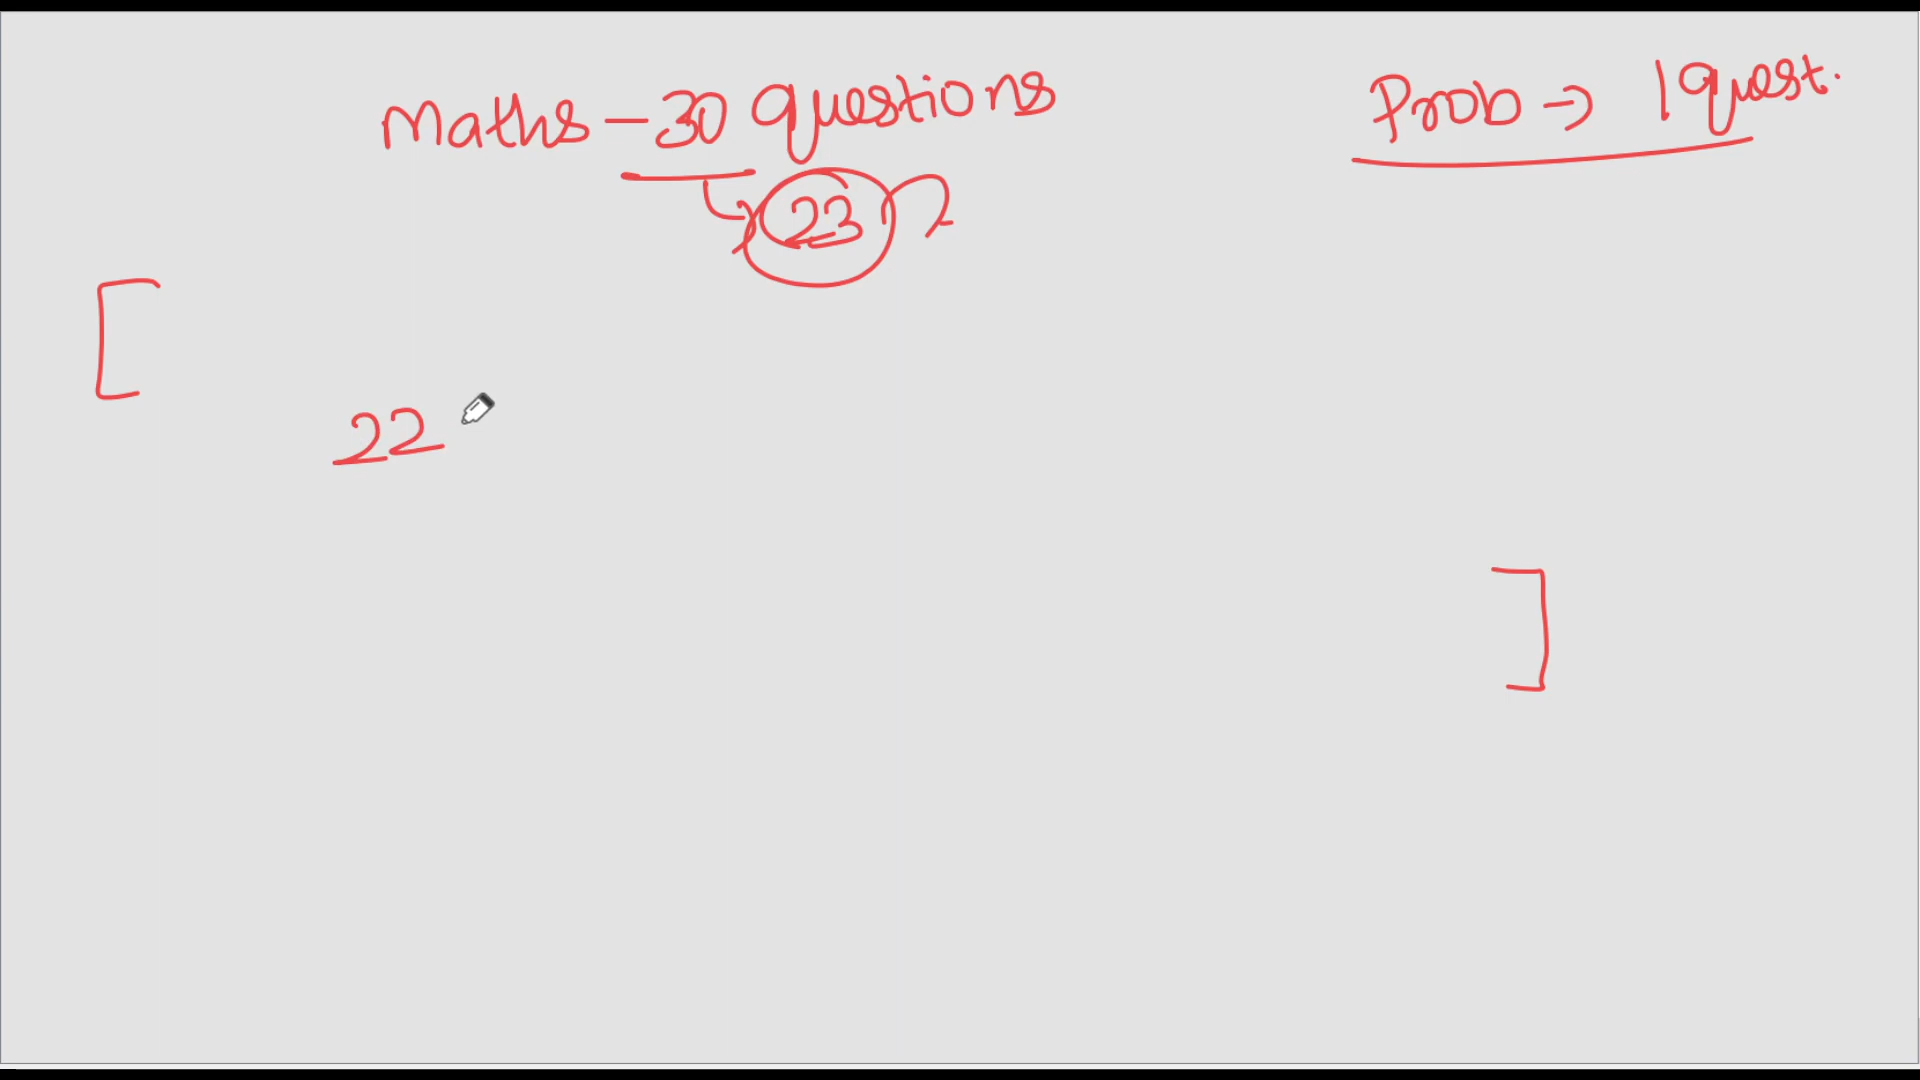 Maths - 30 questions
Prob → 1 quest.
23
[
22
]